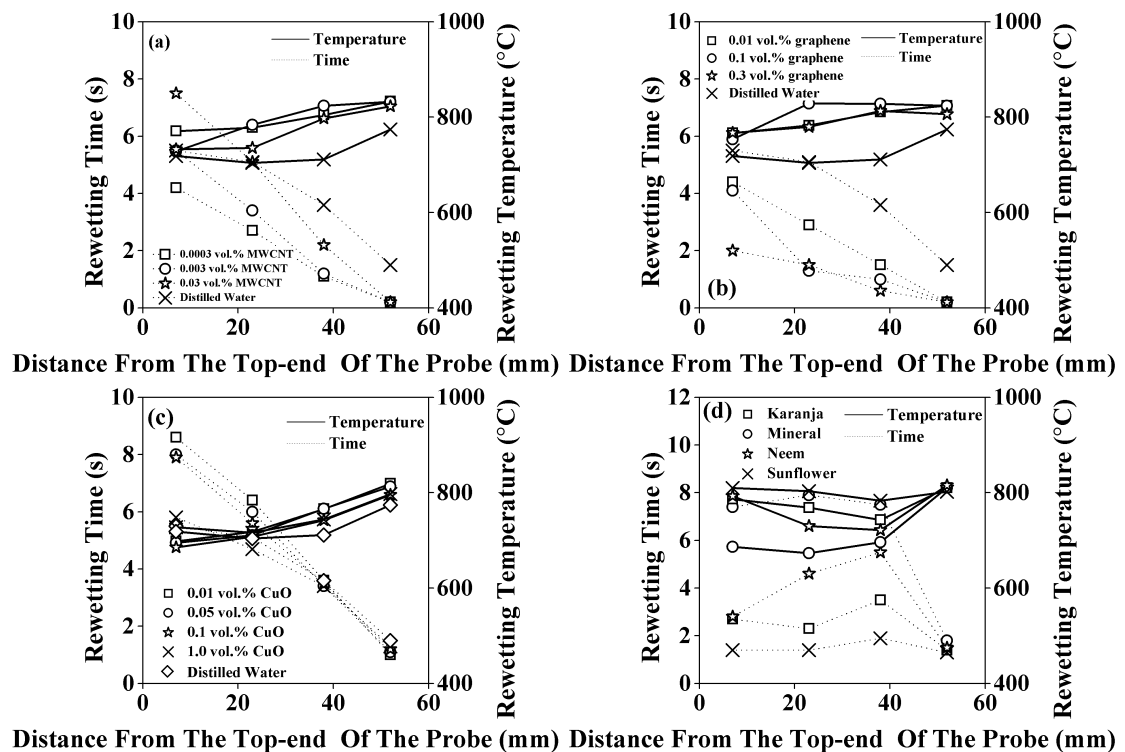 (a)
Temperature
Time
0.0003 vol.% MWCNT
0.003 vol.% MWCNT
0.03 vol.% MWCNT
Distilled Water
10
8
6
4
2
0
1000
800
600
400
0 20 40 60
Rewetting Time (s)
Rewetting Temperature (°C)
Distance From The Top-end Of The Probe (mm)
(b)
0.01 vol.% graphene
0.1 vol.% graphene
0.3 vol.% graphene
Distilled Water
Temperature
Time
10
8
6
4
2
0
1000
800
600
400
0 20 40 60
Rewetting Time (s)
Rewetting Temperature (°C)
Distance From The Top-end Of The Probe (mm)
(c)
Temperature
Time
0.01 vol.% CuO
0.05 vol.% CuO
0.1 vol.% CuO
1.0 vol.% CuO
Distilled Water
10
8
6
4
2
0
1000
800
600
400
0 20 40 60
Rewetting Time (s)
Rewetting Temperature (°C)
Distance From The Top-end Of The Probe (mm)
(d)
Karanja
Mineral
Neem
Sunflower
Temperature
Time
12
10
8
6
4
2
0
1000
800
600
400
0 20 40 60
Rewetting Time (s)
Rewetting Temperature (°C)
Distance From The Top-end Of The Probe (mm)